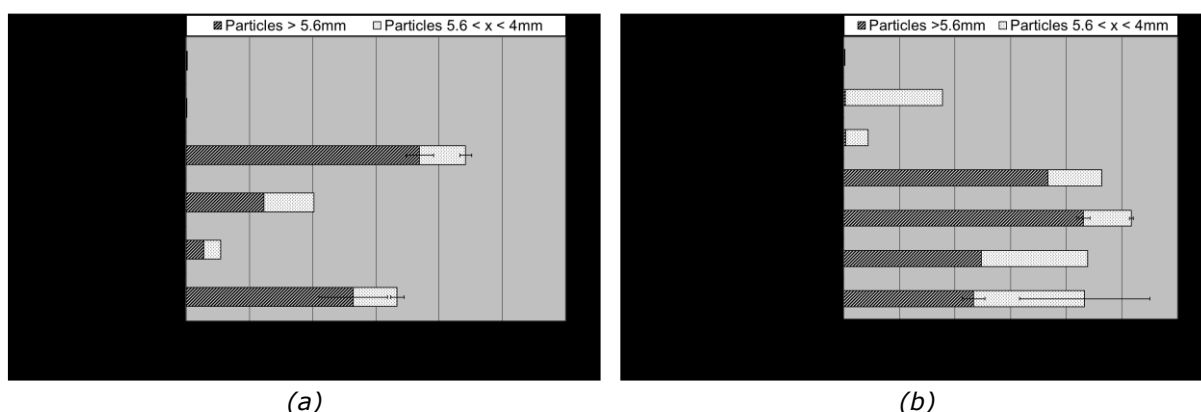 Particles > 5.6mm Particles 5.6 < x < 4mm
Particles >5.6mm Particles 5.6 < x < 4mm
(a)
(b)